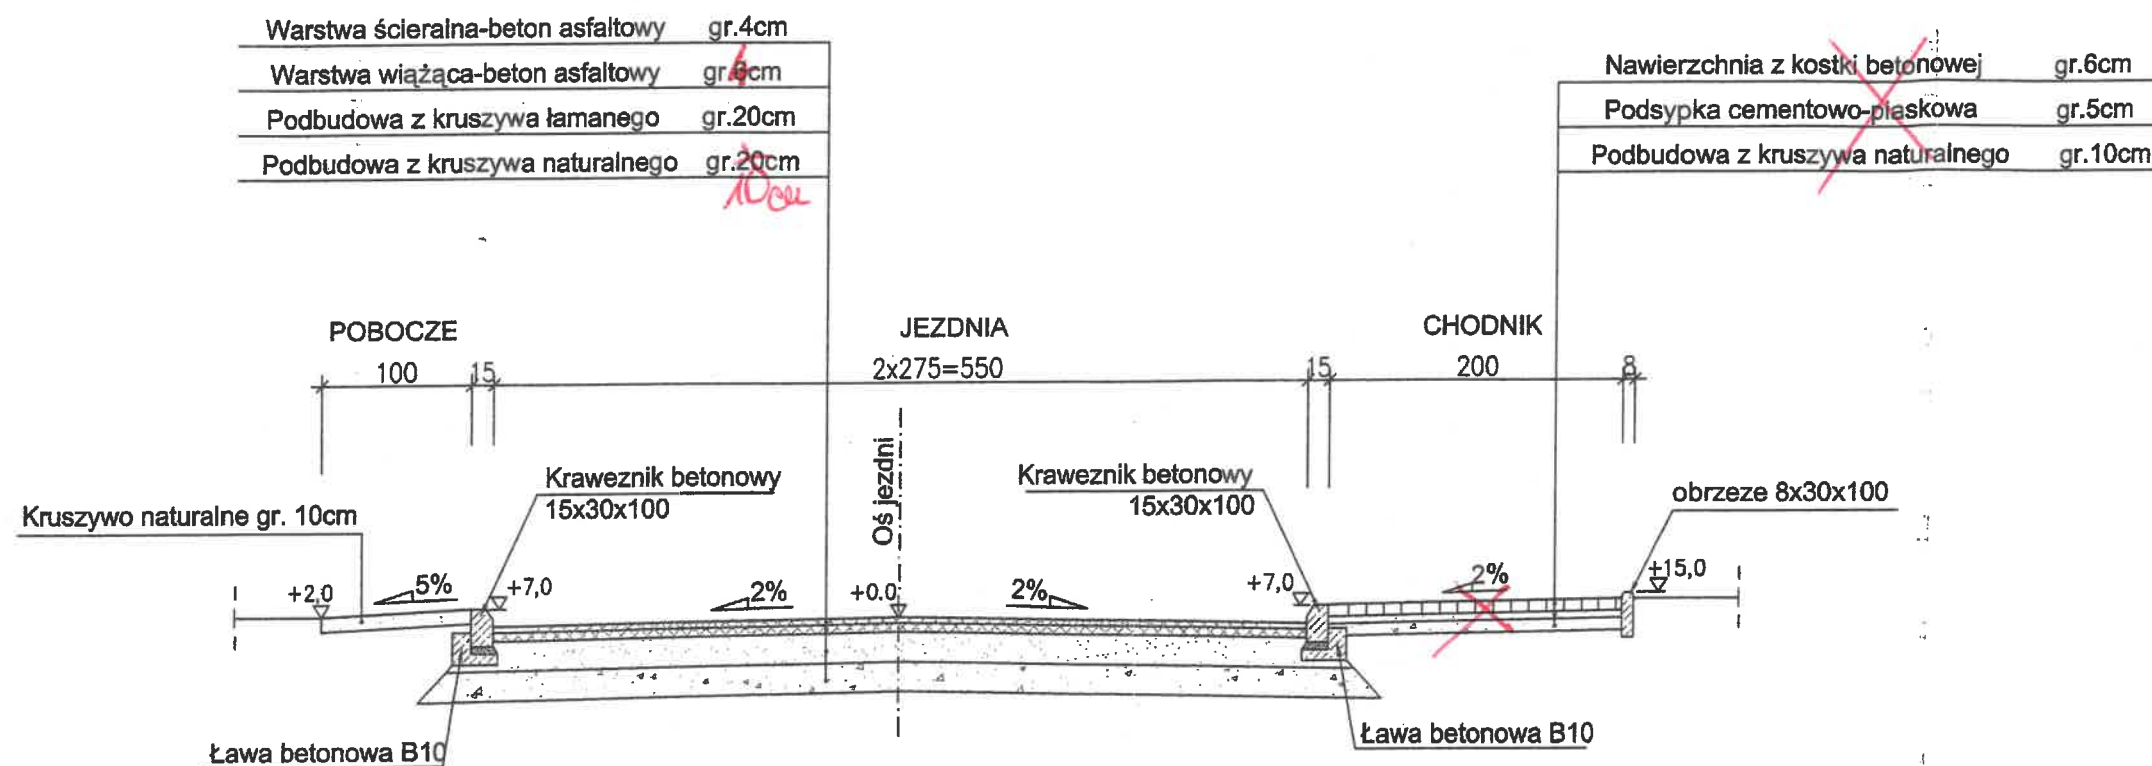 Warstwa ścieralna-beton asfaltowy gr.4cm
Warstwa wiążąca-beton asfaltowy
Podbudowa z kruszywa łamanego gr.20cm
Podbudowa z kruszywa naturalnego gr.20cm
10cm
Nawierzchnia z kostki betonowej gr.6cm
Podsypka cementowo-piaskowa gr.5cm
Podbudowa z kruszywa naturalnego gr.10cm
POBOCZE JEZDNIA CHODNIK
100 15 2x275=550 15 200 8
Oś jezdni
Kraweznik betonowy
15x30x100
Kraweznik betonowy
15x30x100
obrzeze 8x30x100
Kruszywo naturalne gr. 10cm
+2,0 5% +7,0 2% +0.0 2% +7,0 2% +15,0
Ława betonowa B10
Ława betonowa B10